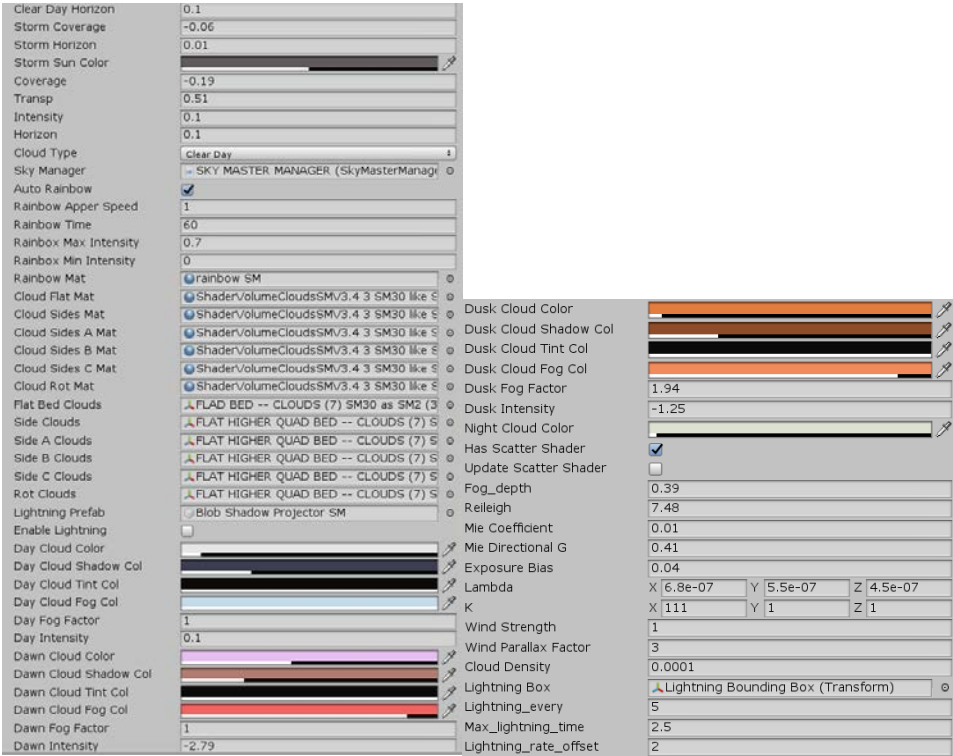 Clear Day Horizon 0.1
Storm Coverage -0.06
Storm Horizon 0.01
Storm Sun Color
Coverage -0.19
Transp 0.51
Intensity 0.1
Horizon 0.1
Cloud Type Clear Day
Sky Manager SKY MASTER MANAGER (SkyMasterManage
Auto Rainbow
Rainbow Apper Speed 1
Rainbow Time 60
Rainbox Max Intensity 0.7
Rainbox Min Intensity 0
Rainbow Mat rainbow SM
Cloud Flat Mat ShaderVolumeCloudsSMV3.4 3 SM30 like S
Cloud Sides Mat ShaderVolumeCloudsSMV3.4 3 SM30 like S
Cloud Sides A Mat ShaderVolumeCloudsSMV3.4 3 SM30 like S
Cloud Sides B Mat ShaderVolumeCloudsSMV3.4 3 SM30 like S
Cloud Sides C Mat ShaderVolumeCloudsSMV3.4 3 SM30 like S
Cloud Rot Mat ShaderVolumeCloudsSMV3.4 3 SM30 like S
Flat Bed Clouds FLAD BED -- CLOUDS (7) SM30 as SM2 (3
Side Clouds FLAT HIGHER QUAD BED -- CLOUDS (7) S
Side A Clouds FLAT HIGHER QUAD BED -- CLOUDS (7) S
Side B Clouds FLAT HIGHER QUAD BED -- CLOUDS (7) S
Side C Clouds FLAT HIGHER QUAD BED -- CLOUDS (7) S
Rot Clouds FLAT HIGHER QUAD BED -- CLOUDS (7) S
Lightning Prefab Blob Shadow Projector SM
Enable Lightning
Day Cloud Color
Day Cloud Shadow Col
Day Cloud Tint Col
Day Cloud Fog Col
Day Fog Factor 1
Day Intensity 0.1
Dawn Cloud Color
Dawn Cloud Shadow Col
Dawn Cloud Tint Col
Dawn Cloud Fog Col
Dawn Fog Factor 1
Dawn Intensity -2.79
Dusk Cloud Color
Dusk Cloud Shadow Col
Dusk Cloud Tint Col
Dusk Cloud Fog Col
Dusk Fog Factor 1.94
Dusk Intensity -1.25
Night Cloud Color
Has Scatter Shader
Update Scatter Shader
Fog_depth 0.39
Reileigh 7.48
Mie Coefficient 0.01
Mie Directional G 0.41
Exposure Bias 0.04
Lambda X 6.8e-07 Y 5.5e-07 Z 4.5e-07
K X 111 Y 1 Z 1
Wind Strength 1
Wind Parallax Factor 3
Cloud Density 0.0001
Lightning Box Lightning Bounding Box (Transform)
Lightning_every 5
Max_lightning_time 2.5
Lightning_rate_offset 2